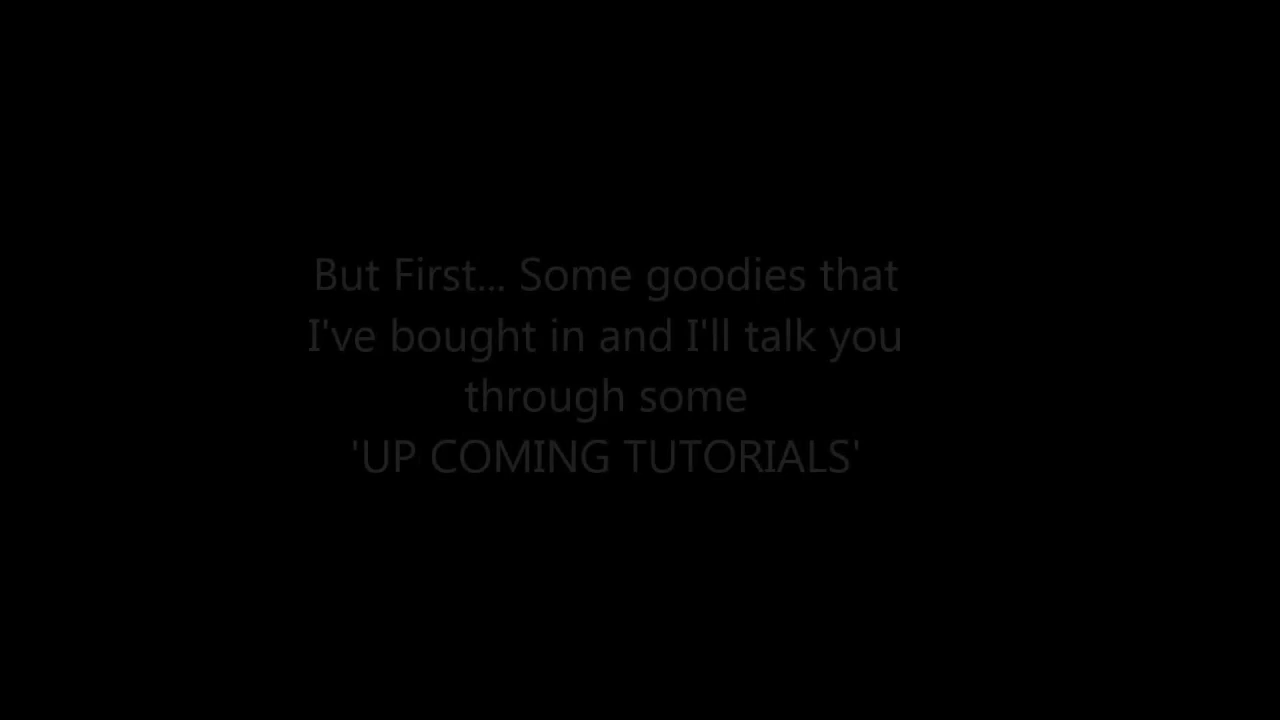 But First... Some goodies that
I've bought in and I'll talk you
through some
'UP COMING TUTORIALS'